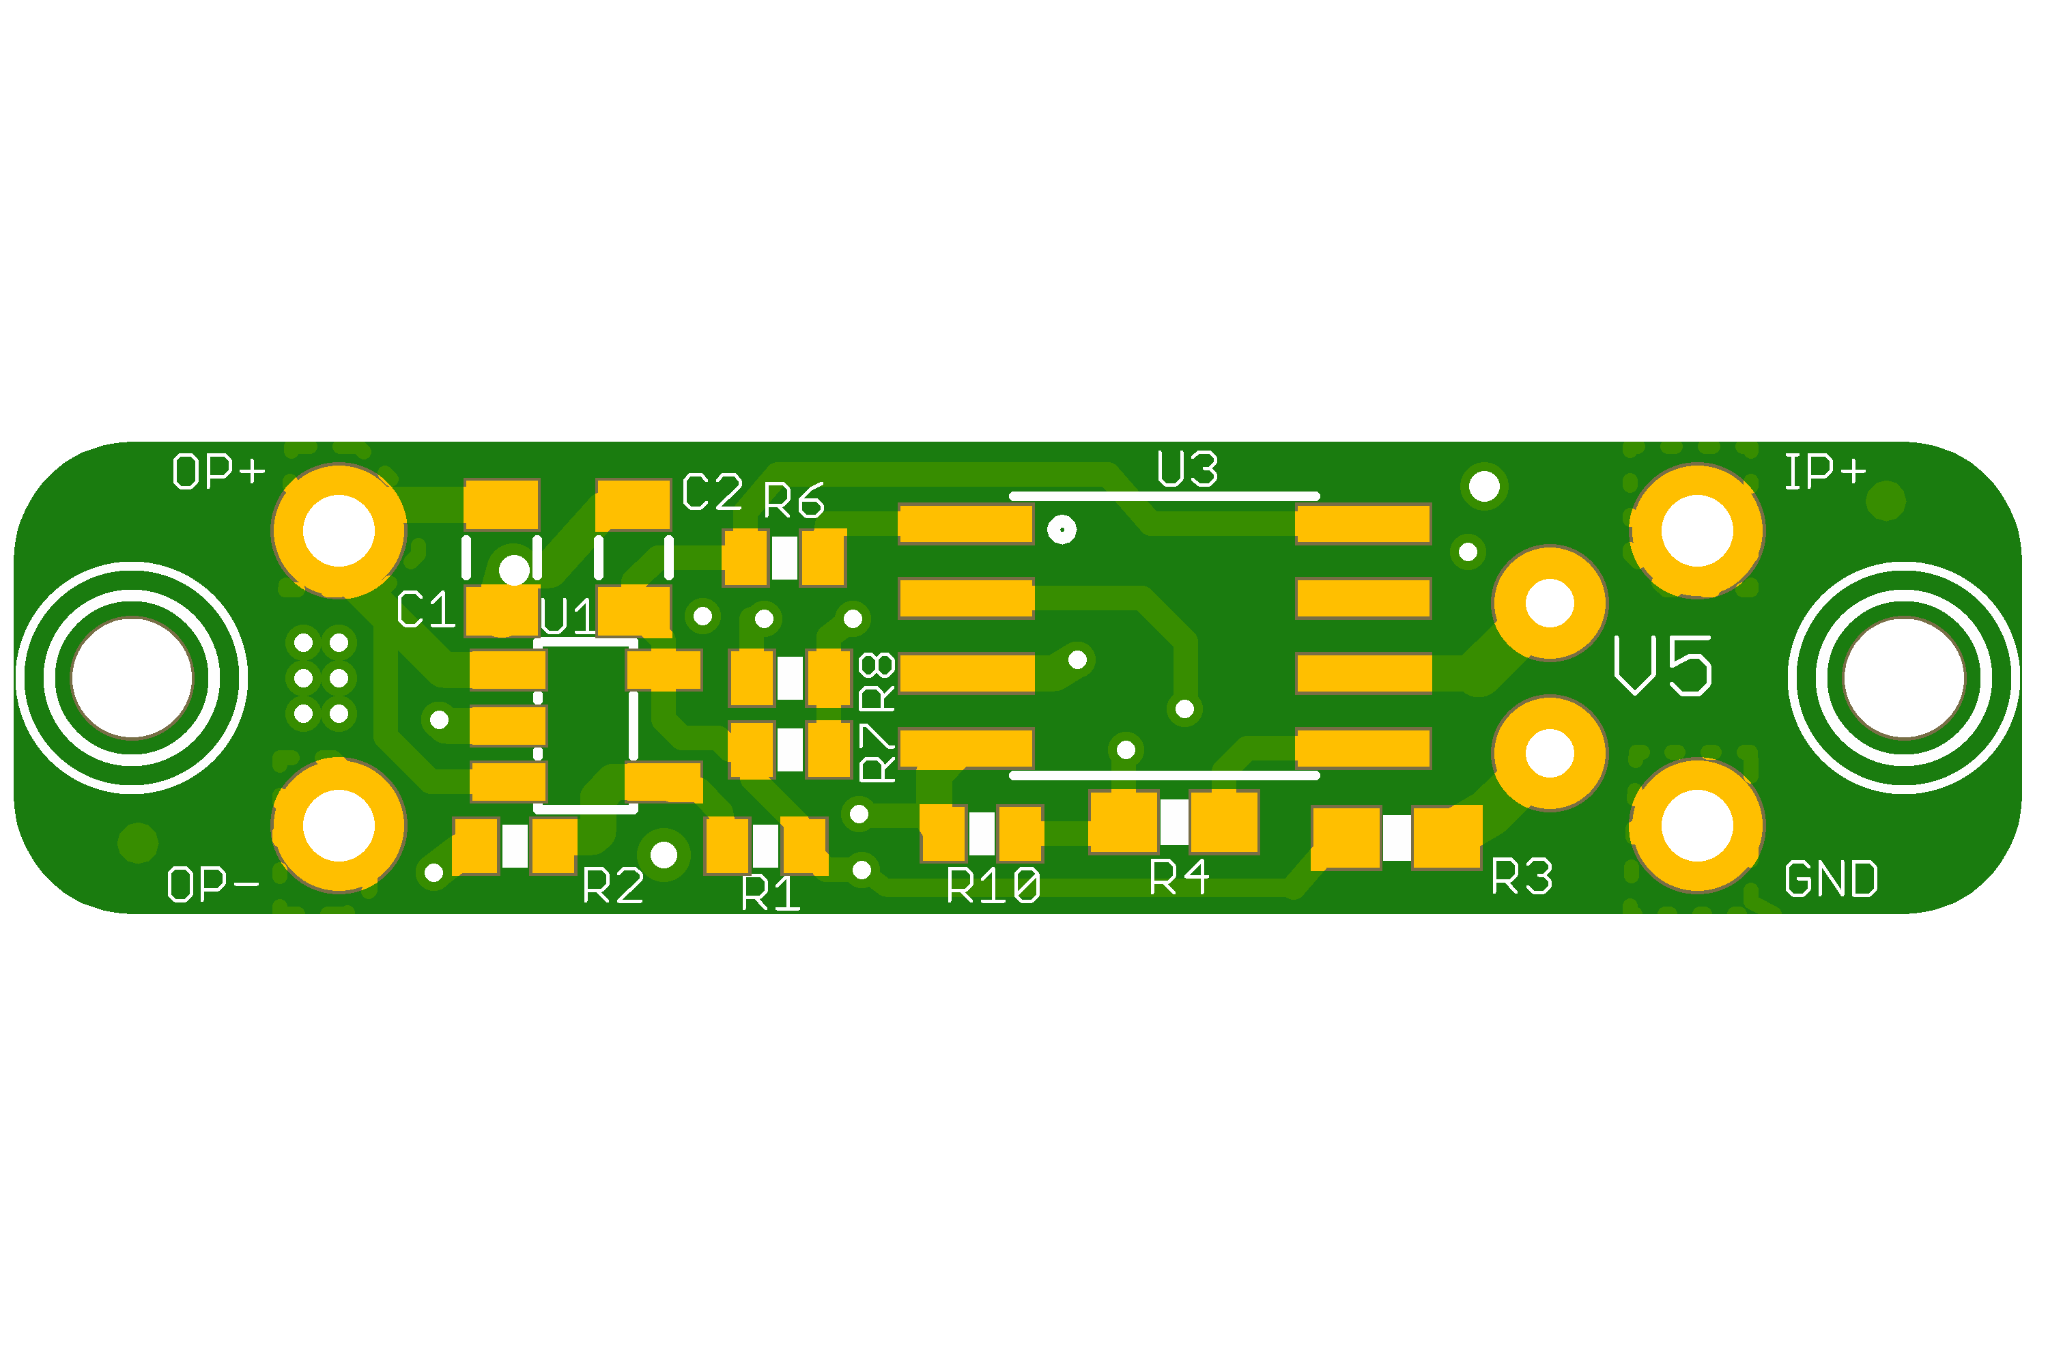 OP+
U3
IP+
C2
R6
C1
U1
V5
R8
R7
OP-
R2
R1
R10
R4
R3
GND